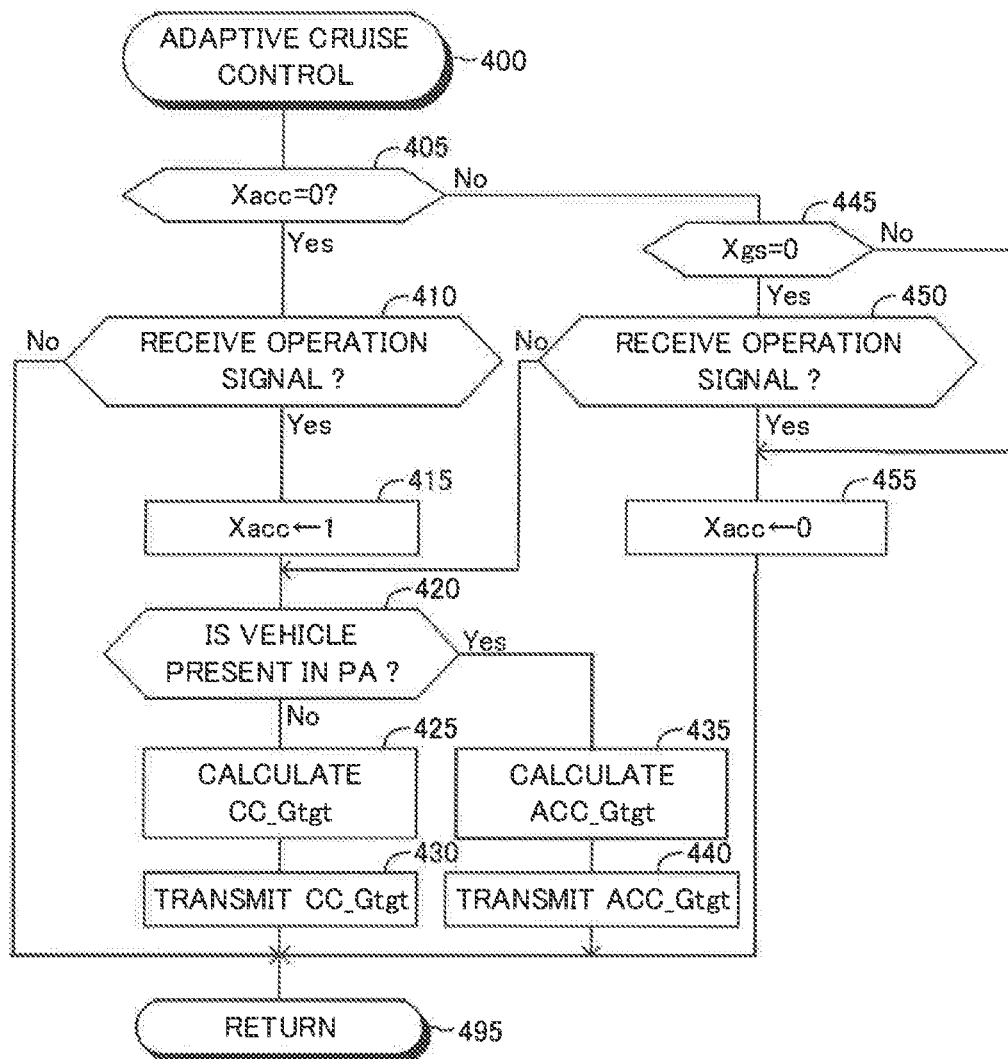 ADAPTIVE CRUISE
CONTROL
400
405
Xacc=0?
No
Yes
445
Xgs=0
No
Yes
410
No
RECEIVE OPERATION
SIGNAL ?
Yes
450
No
RECEIVE OPERATION
SIGNAL ?
Yes
415
Xacc←1
455
Xacc←0
420
IS VEHICLE
PRESENT IN PA ?
Yes
No
425
CALCULATE
CC_Gtgt
435
CALCULATE
ACC_Gtgt
430
TRANSMIT CC_Gtgt
440
TRANSMIT ACC_Gtgt
RETURN
495